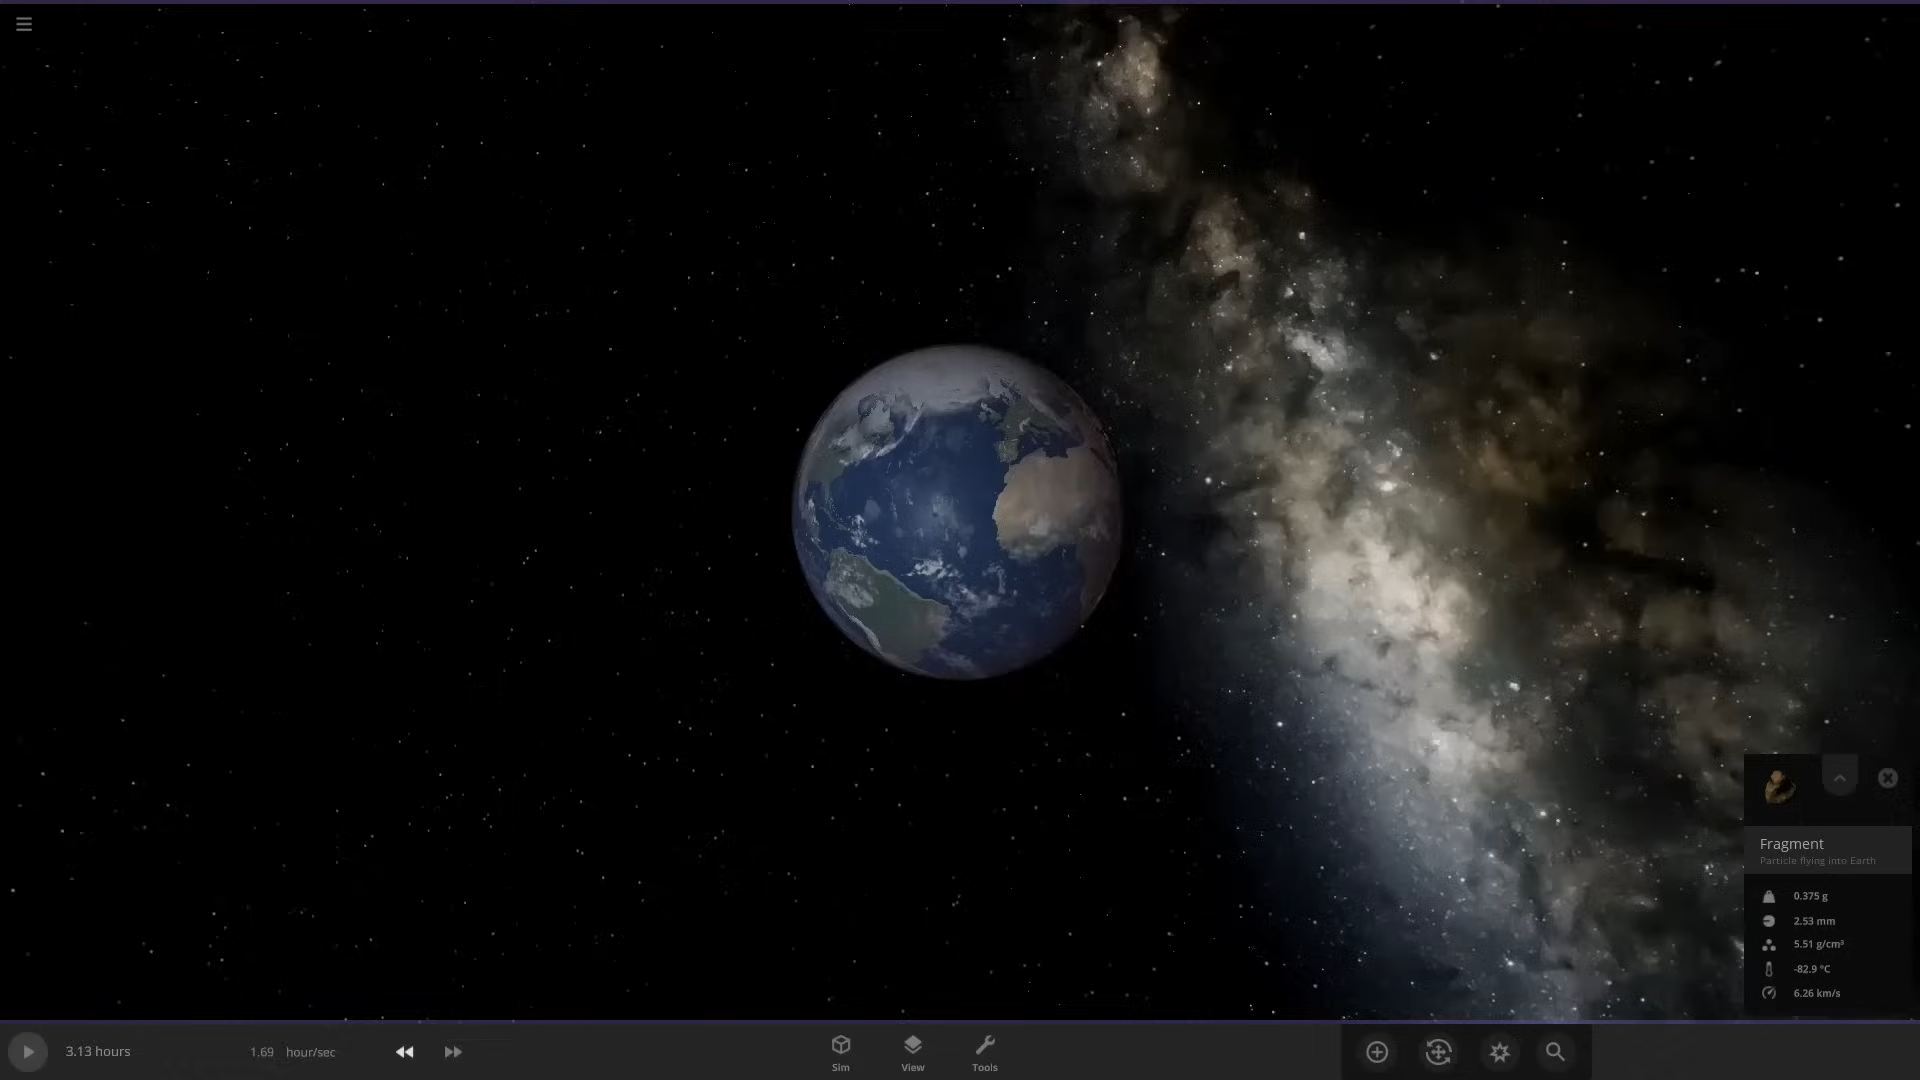 Fragment
Particle flying into Earth
0.375 g
2.53 mm
5.51 g/cm³
-82.9 °C
6.26 km/s
3.13 hours
1.69 hour/sec
Sim
View
Tools